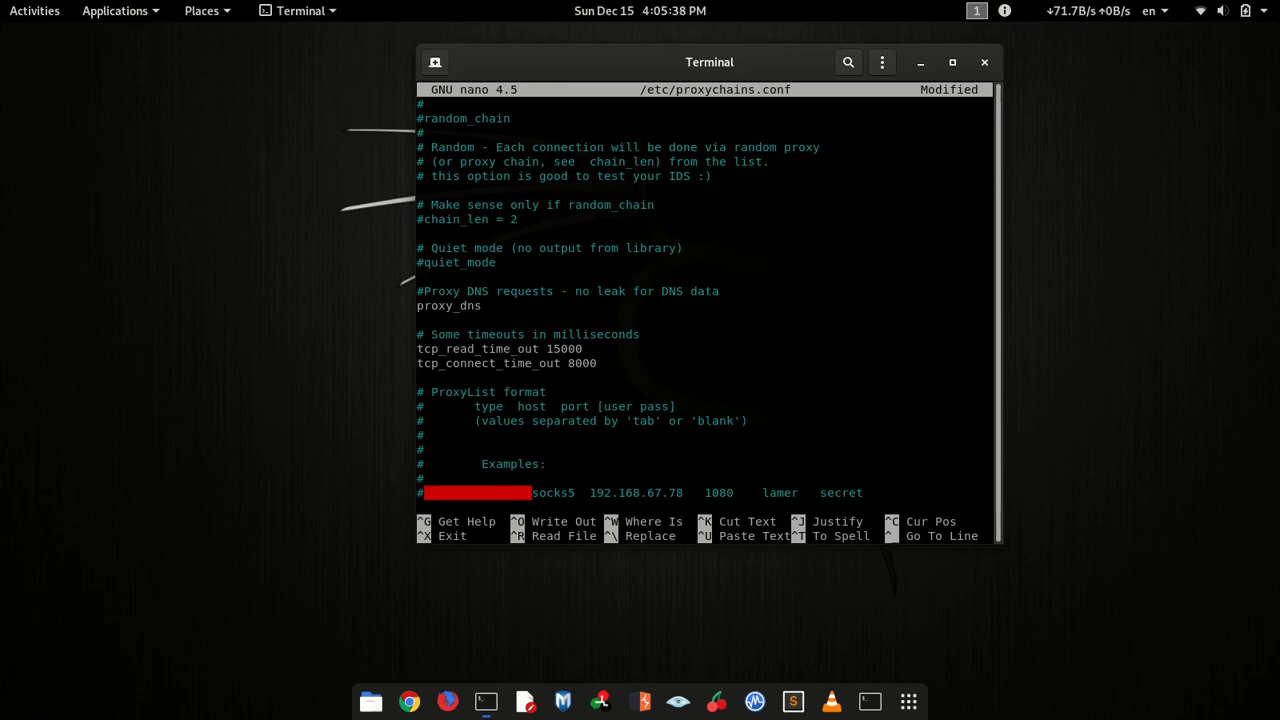 Activities Applications Places Terminal Sun Dec 15 4:05:38 PM 1 ↓71.7B/s ↑0B/s en
Terminal
GNU nano 4.5 /etc/proxychains.conf Modified
#
#random_chain
#
# Random - Each connection will be done via random proxy
# (or proxy chain, see  chain_len) from the list.
# this option is good to test your IDS :)
# Make sense only if random_chain
#chain_len = 2
# Quiet mode (no output from library)
#quiet_mode
#Proxy DNS requests - no leak for DNS data
proxy_dns
# Some timeouts in milliseconds
tcp_read_time_out 15000
tcp_connect_time_out 8000
# ProxyList format
#       type  host  port [user pass]
#       (values separated by 'tab' or 'blank')
#
#
#        Examples:
#
#               socks5  192.168.67.78   1080    lamer   secret
^G Get Help ^O Write Out ^W Where Is ^K Cut Text ^J Justify ^C Cur Pos
^X Exit ^R Read File ^\ Replace ^U Paste Text ^T To Spell ^_ Go To Line